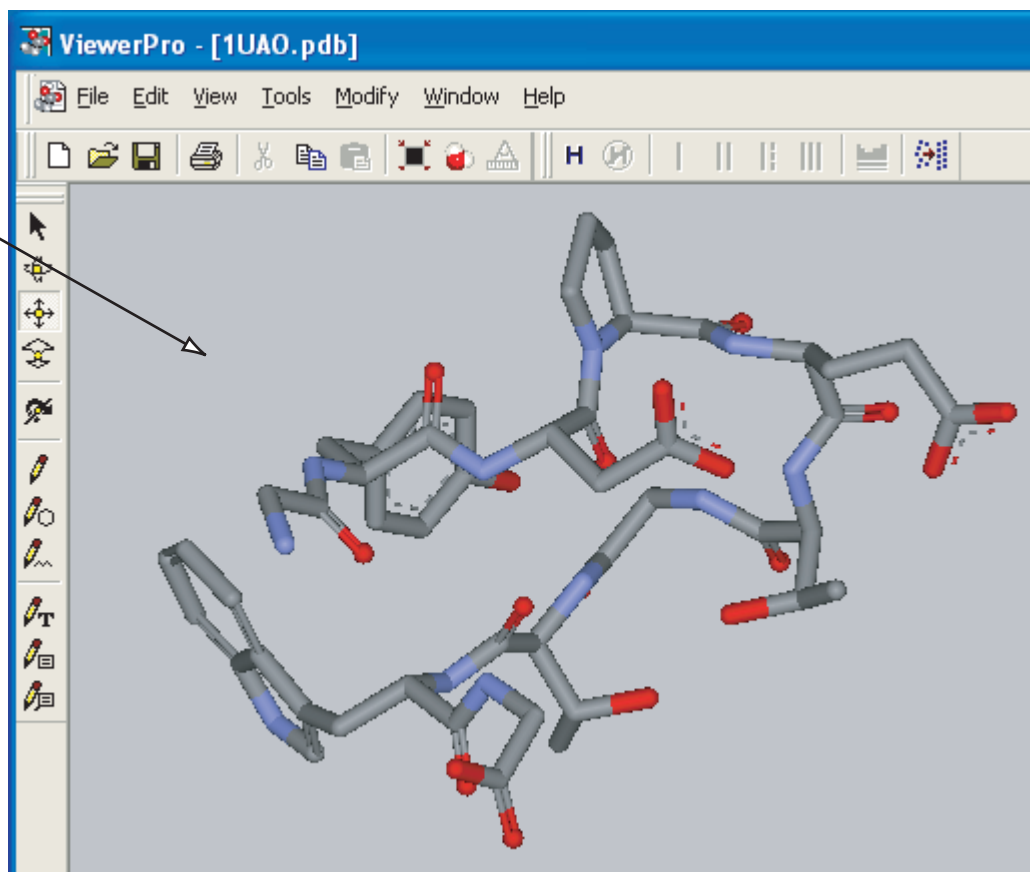 ViewerPro - [1UAO.pdb]
File Edit View Tools Modify Window Help
H H
T